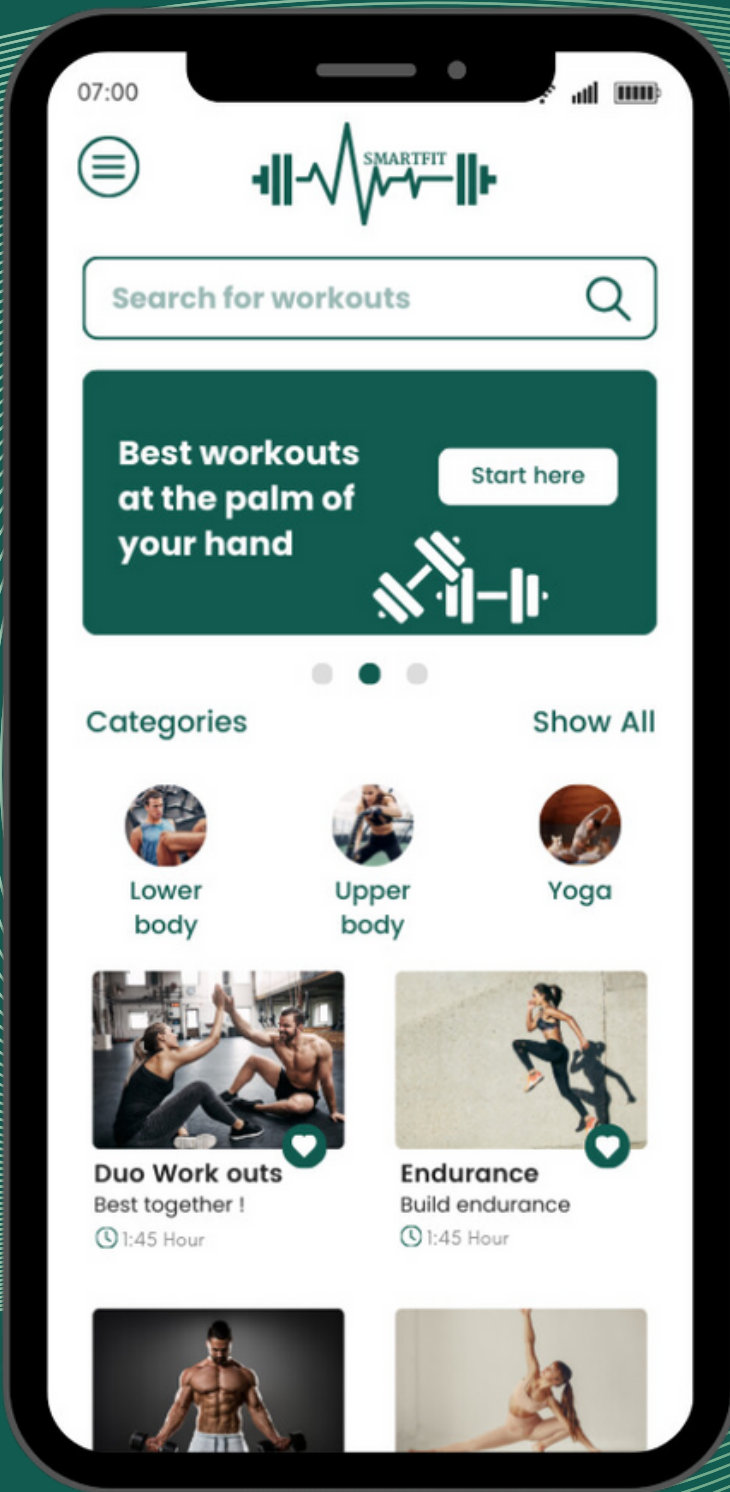 07:00
SMARTFIT
Search for workouts
Best workouts
at the palm of
your hand
Start here
Categories
Show All
Lower
body
Upper
body
Yoga
Duo Work outs
Best together !
1:45 Hour
Endurance
Build endurance
1:45 Hour